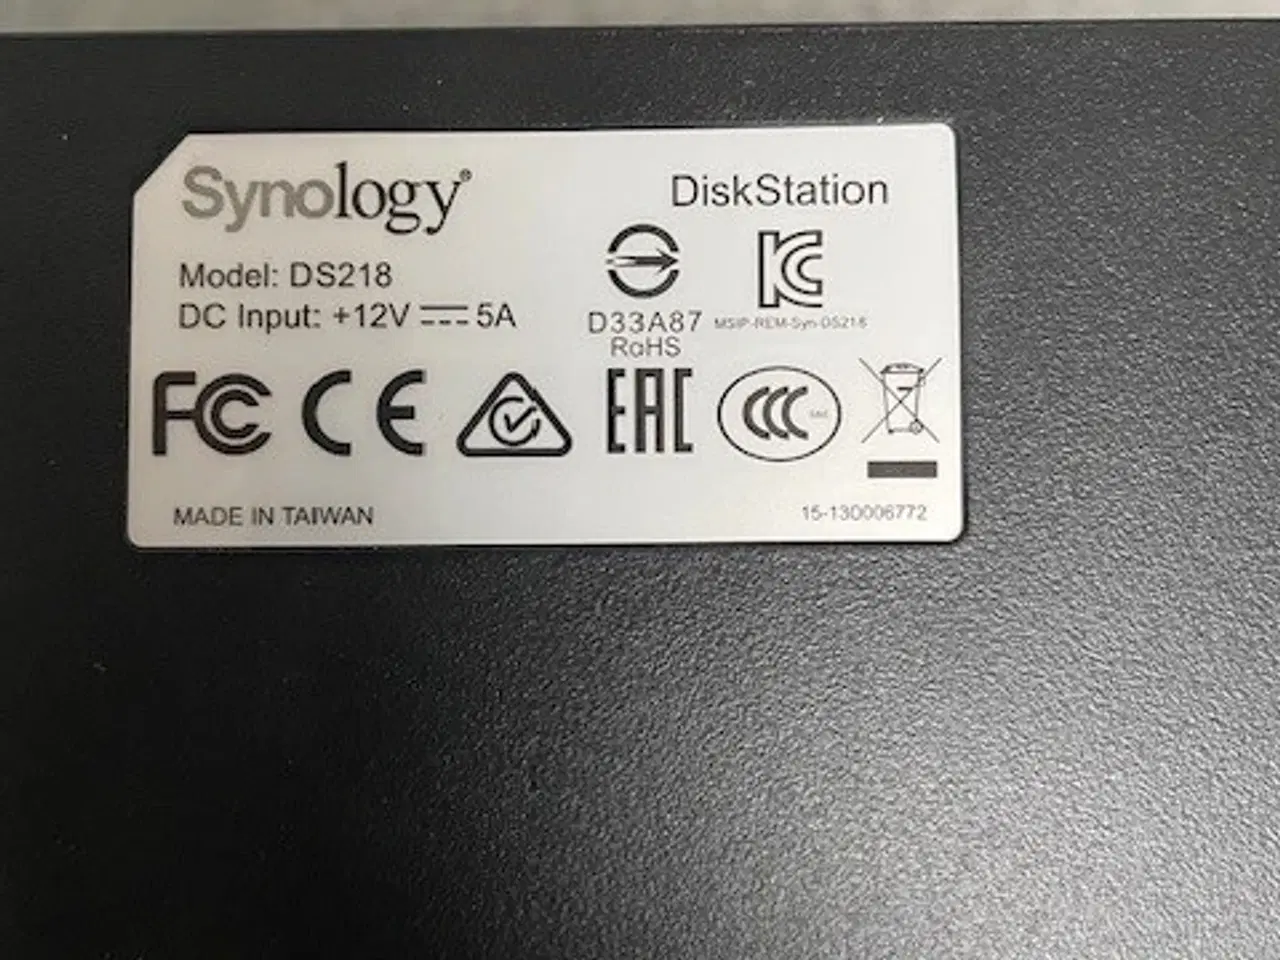 Synology®
DiskStation
Model: DS218
DC Input: +12V 5A
D33A87
RoHS
MSIP-REM-Syn-DS218
FC CE EAC CCC
MADE IN TAIWAN
15-130006772